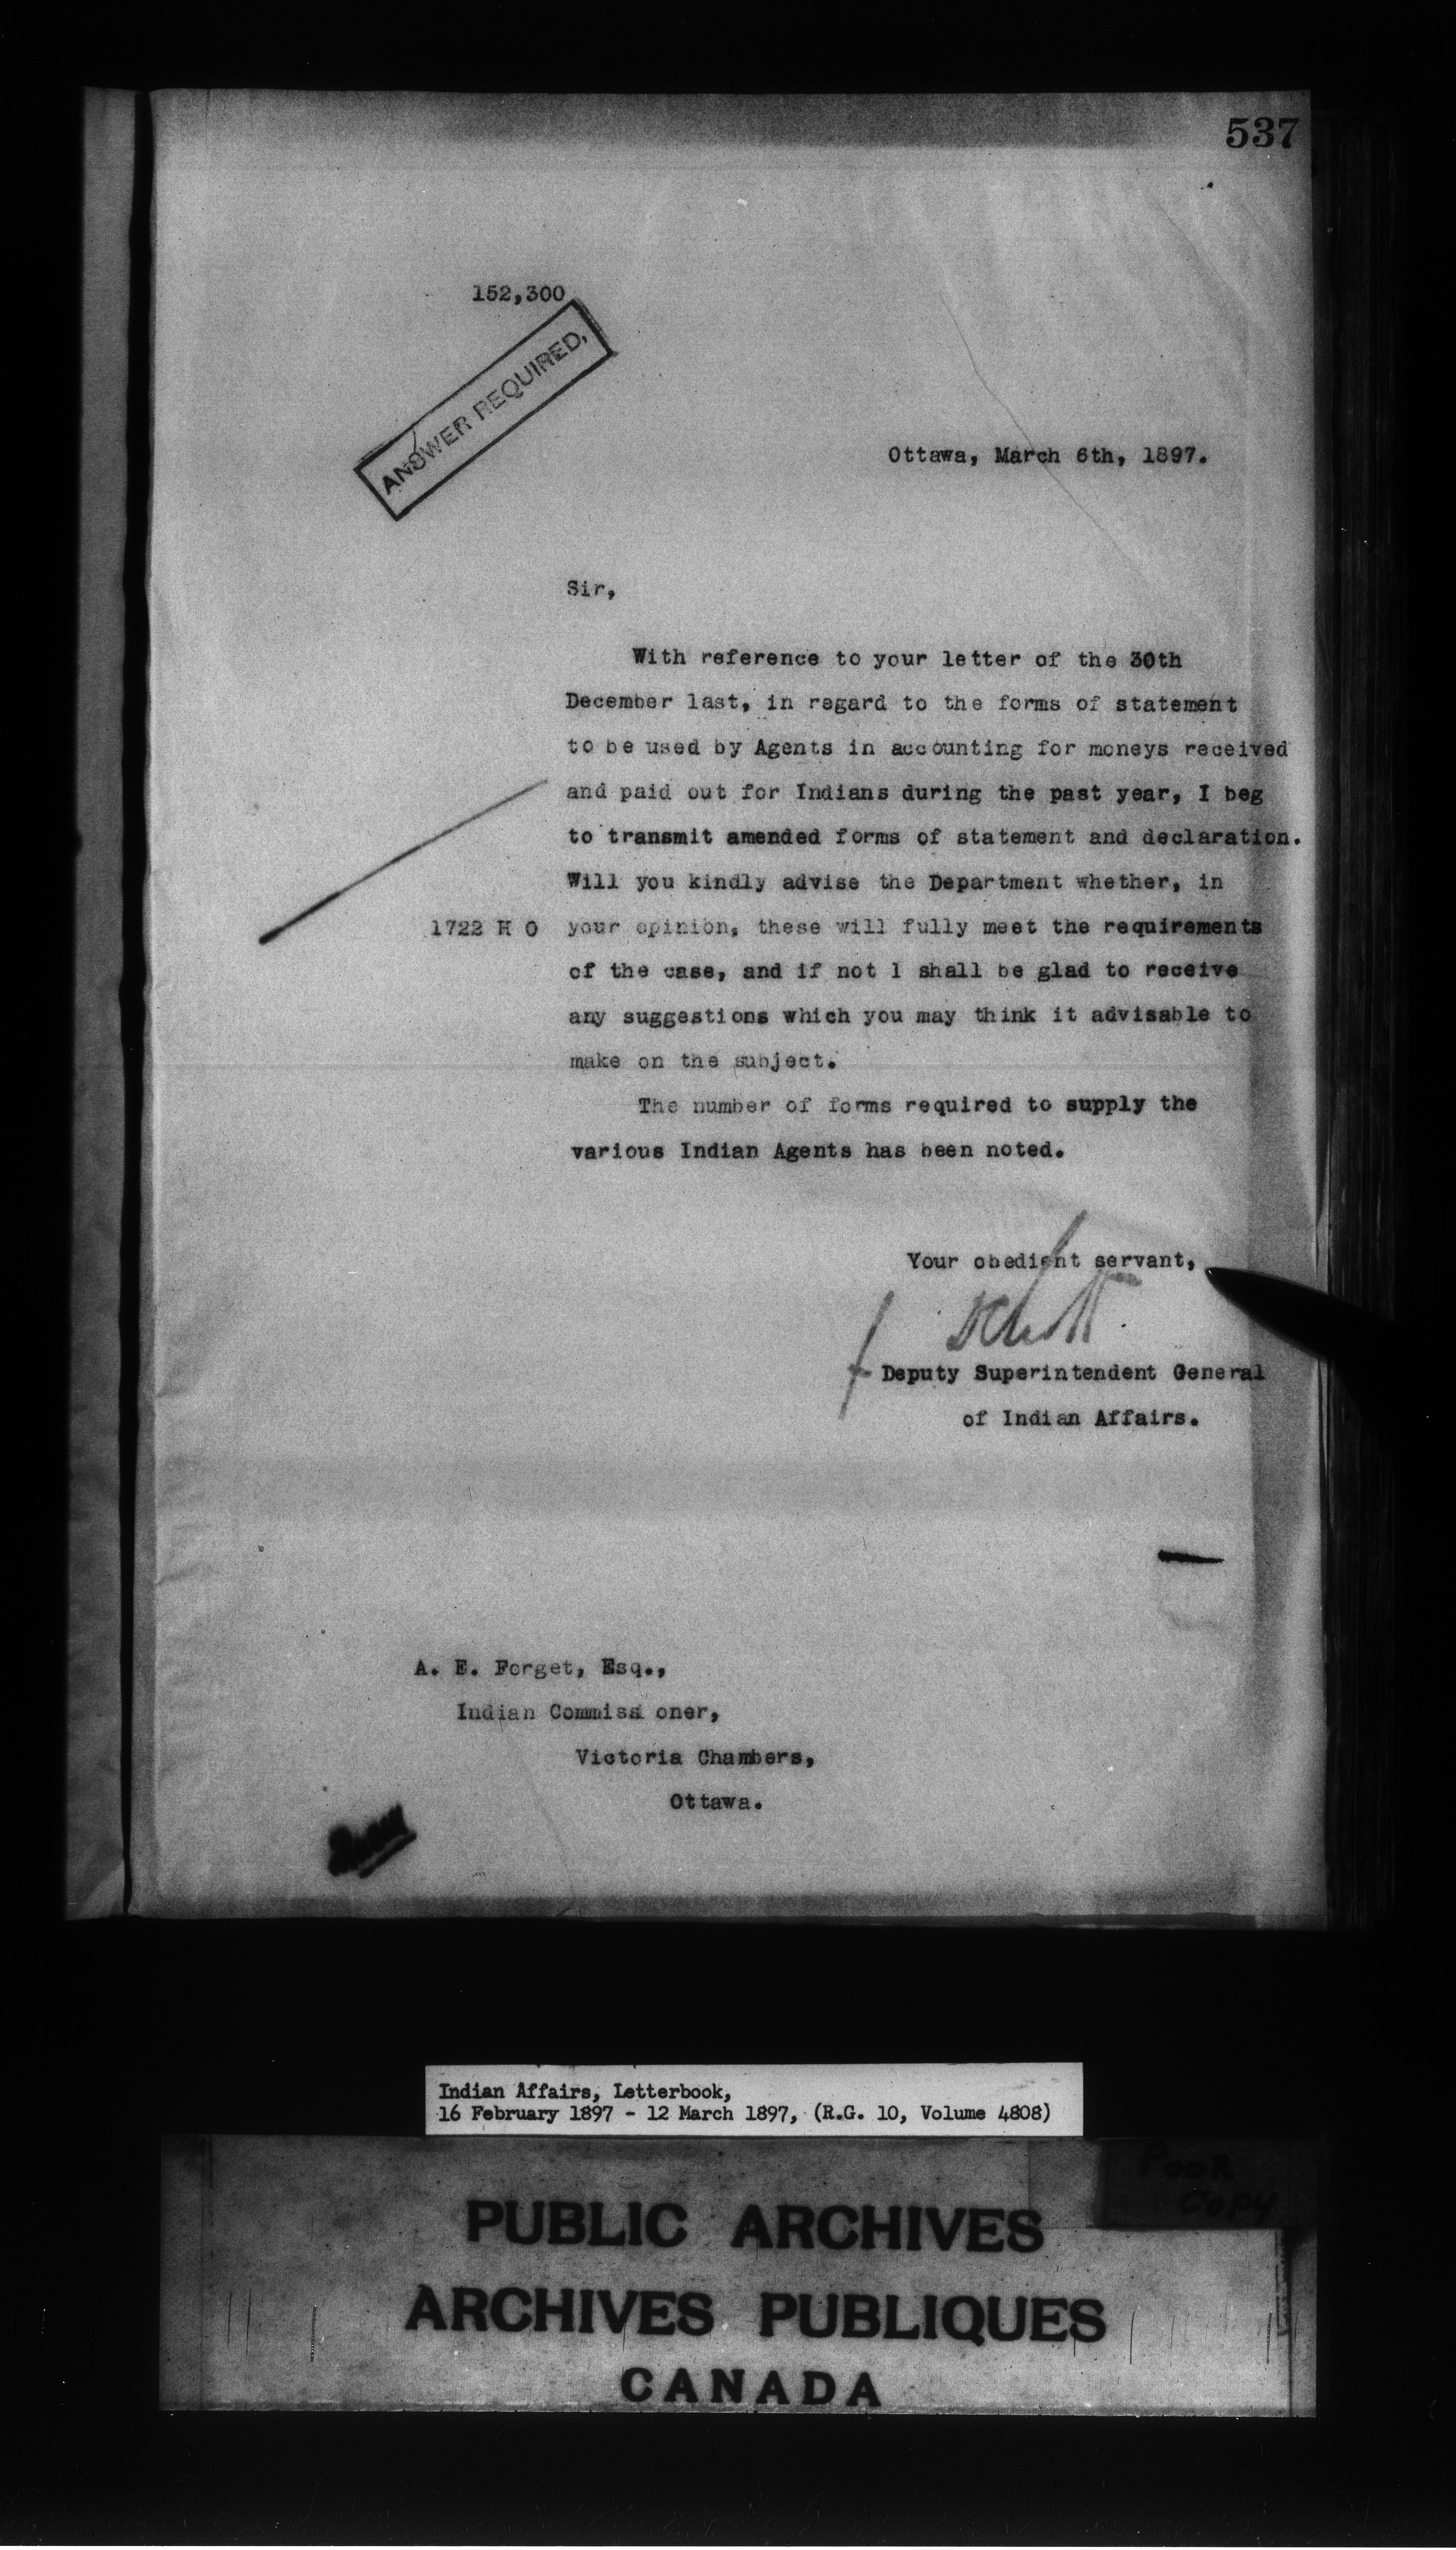 537
152,300
ANSWER REQUIRED,
Ottawa, March 6th, 1897.
Sir,
With reference to your letter of the 30th
December last, in regard to the forms of statement
to be used by Agents in accounting for moneys received
and paid out for Indians during the past year, I beg
to transmit amended forms of statement and declaration.
Will you kindly advise the Department whether, in
1722 H O your opinion, these will fully meet the requirements
of the case, and if not I shall be glad to receive
any suggestions which you may think it advisable to
make on the subject.
The number of forms required to supply the
various Indian Agents has been noted.
Your obedient servant,
Deputy Superintendent General
of Indian Affairs.
A. E. Forget, Esq.,
Indian Commissi oner,
Victoria Chambers,
Ottawa.
Indian Affairs, Letterbook,
16 February 1897 - 12 March 1897, (R.G. 10, Volume 4808)
POOR
COPY
PUBLIC ARCHIVES
ARCHIVES PUBLIQUES
CANADA